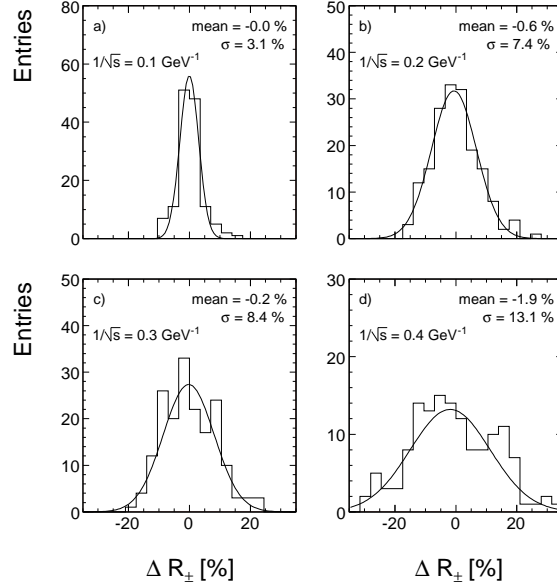 Entries
a)
mean = -0.0 %
σ = 3.1 %
1/√s = 0.1 GeV⁻¹
80
60
40
20
0
b)
mean = -0.6 %
σ = 7.4 %
1/√s = 0.2 GeV⁻¹
50
40
30
20
10
0
Entries
c)
mean = -0.2 %
σ = 8.4 %
1/√s = 0.3 GeV⁻¹
50
40
30
20
10
0
-20 0 20
Δ R± [%]
d)
mean = -1.9 %
σ = 13.1 %
1/√s = 0.4 GeV⁻¹
30
20
10
0
-20 0 20
Δ R± [%]